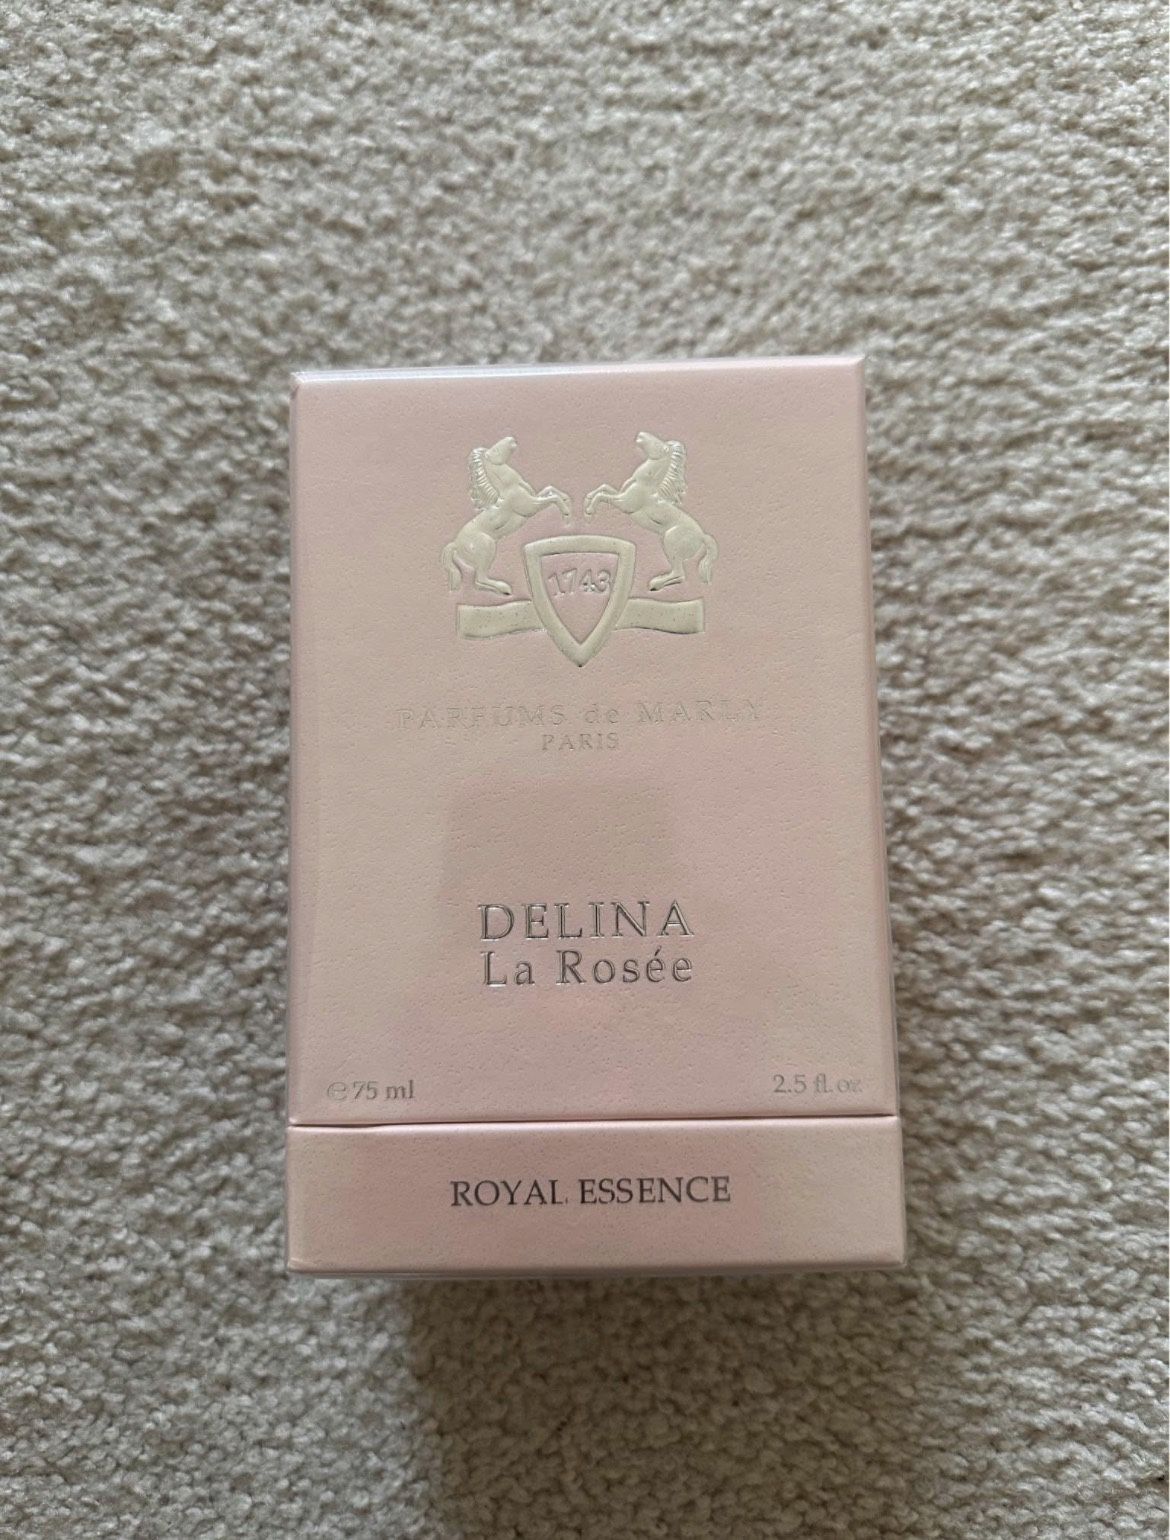 1743
PARFUMS de MARLY
PARIS
DELINA
La Rosée
℮75 ml
2.5 fl. oz
ROYAL ESSENCE